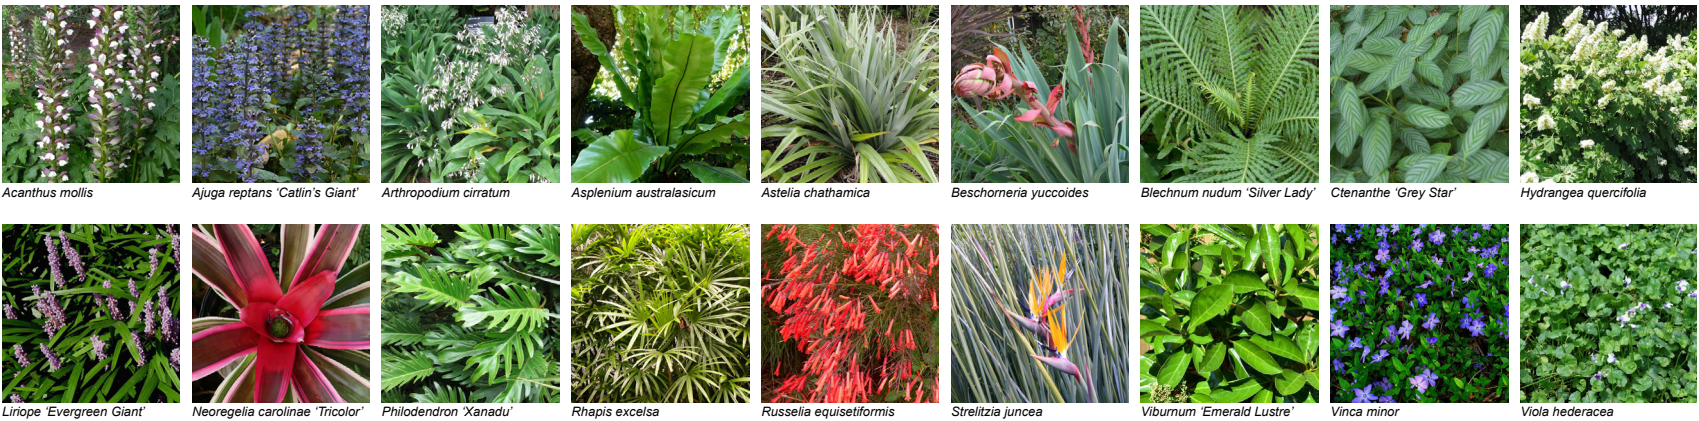 Acanthus mollis
Ajuga reptans ‘Catlin’s Giant’
Arthropodium cirratum
Asplenium australasicum
Astelia chathamica
Beschorneria yuccoides
Blechnum nudum ‘Silver Lady’
Ctenanthe ‘Grey Star’
Hydrangea quercifolia
Liriope ‘Evergreen Giant’
Neoregelia carolinae ‘Tricolor’
Philodendron ‘Xanadu’
Rhapis excelsa
Russelia equisetiformis
Strelitzia juncea
Viburnum ‘Emerald Lustre’
Vinca minor
Viola hederacea